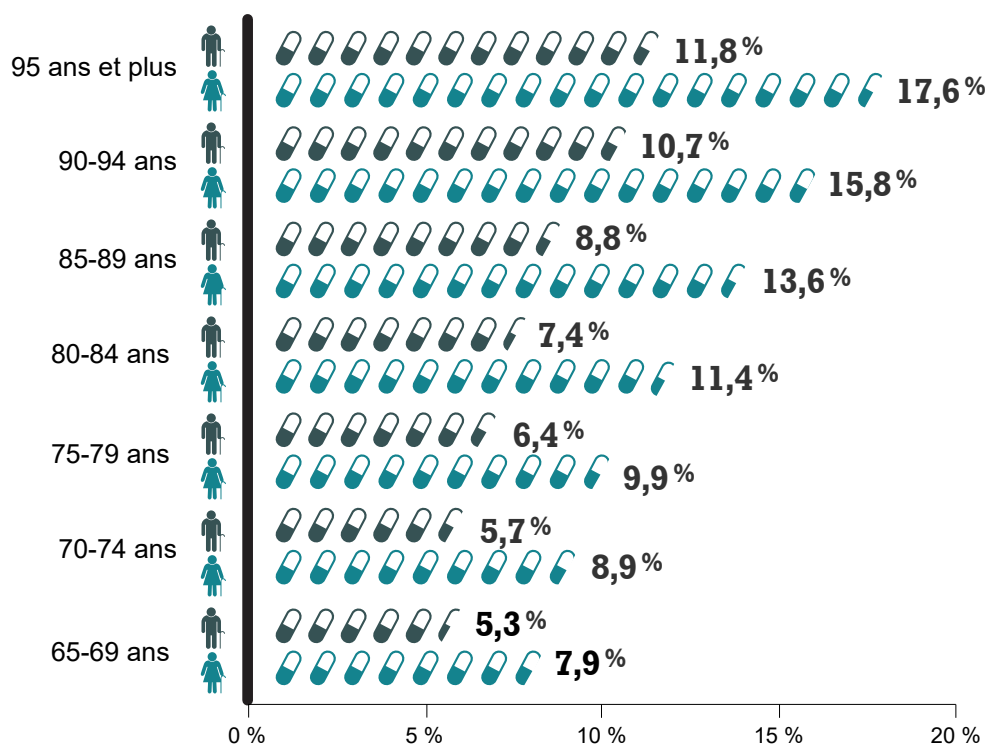 95 ans et plus
11,8 %
17,6 %
90-94 ans
10,7 %
15,8 %
85-89 ans
8,8 %
13,6 %
80-84 ans
7,4 %
11,4 %
75-79 ans
6,4 %
9,9 %
70-74 ans
5,7 %
8,9 %
65-69 ans
5,3 %
7,9 %
0 % 5 % 10 % 15 % 20 %